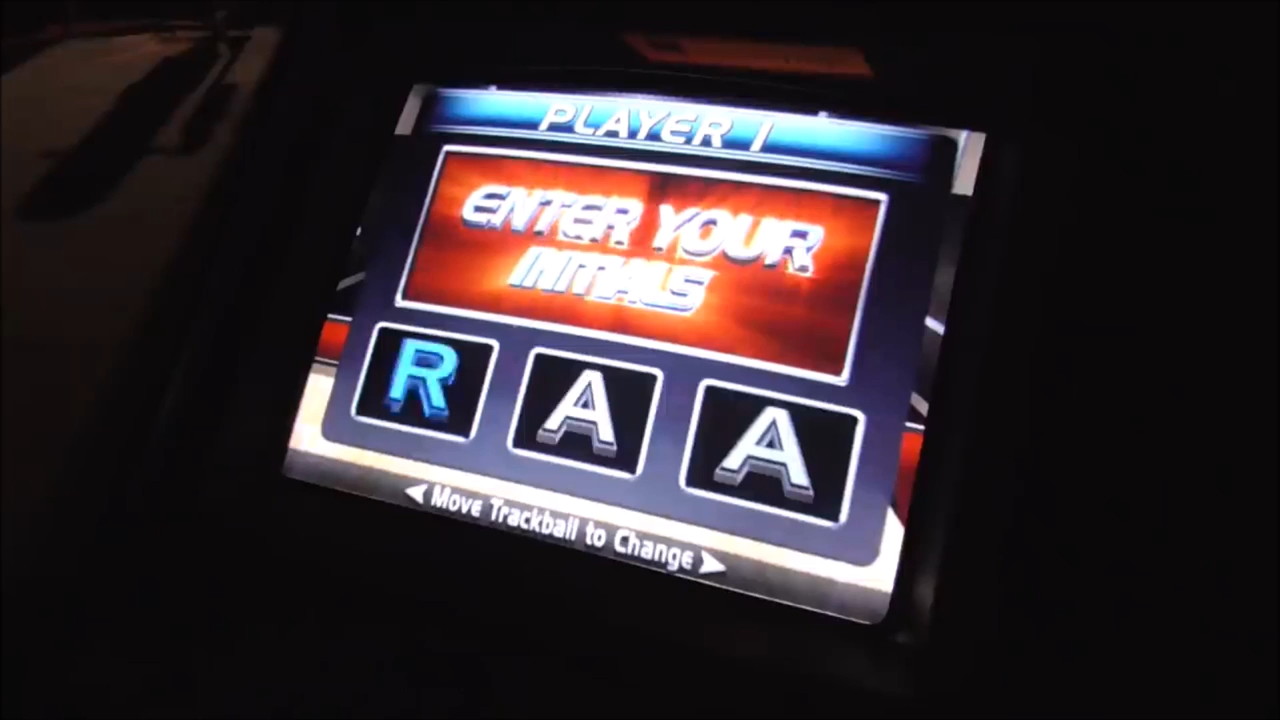 PLAYER 1
ENTER YOUR
INITIALS
R A A
Move Trackball to Change